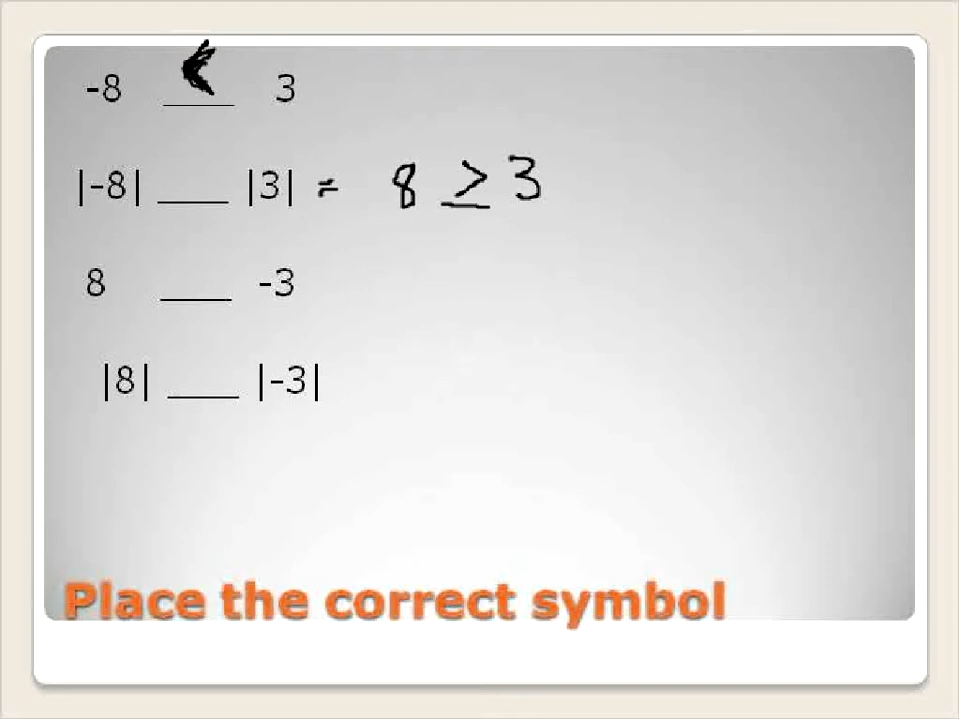 -8 < 3
|-8| ___ |3| = 8 > 3
8 ___ -3
|8| ___ |-3|
Place the correct symbol